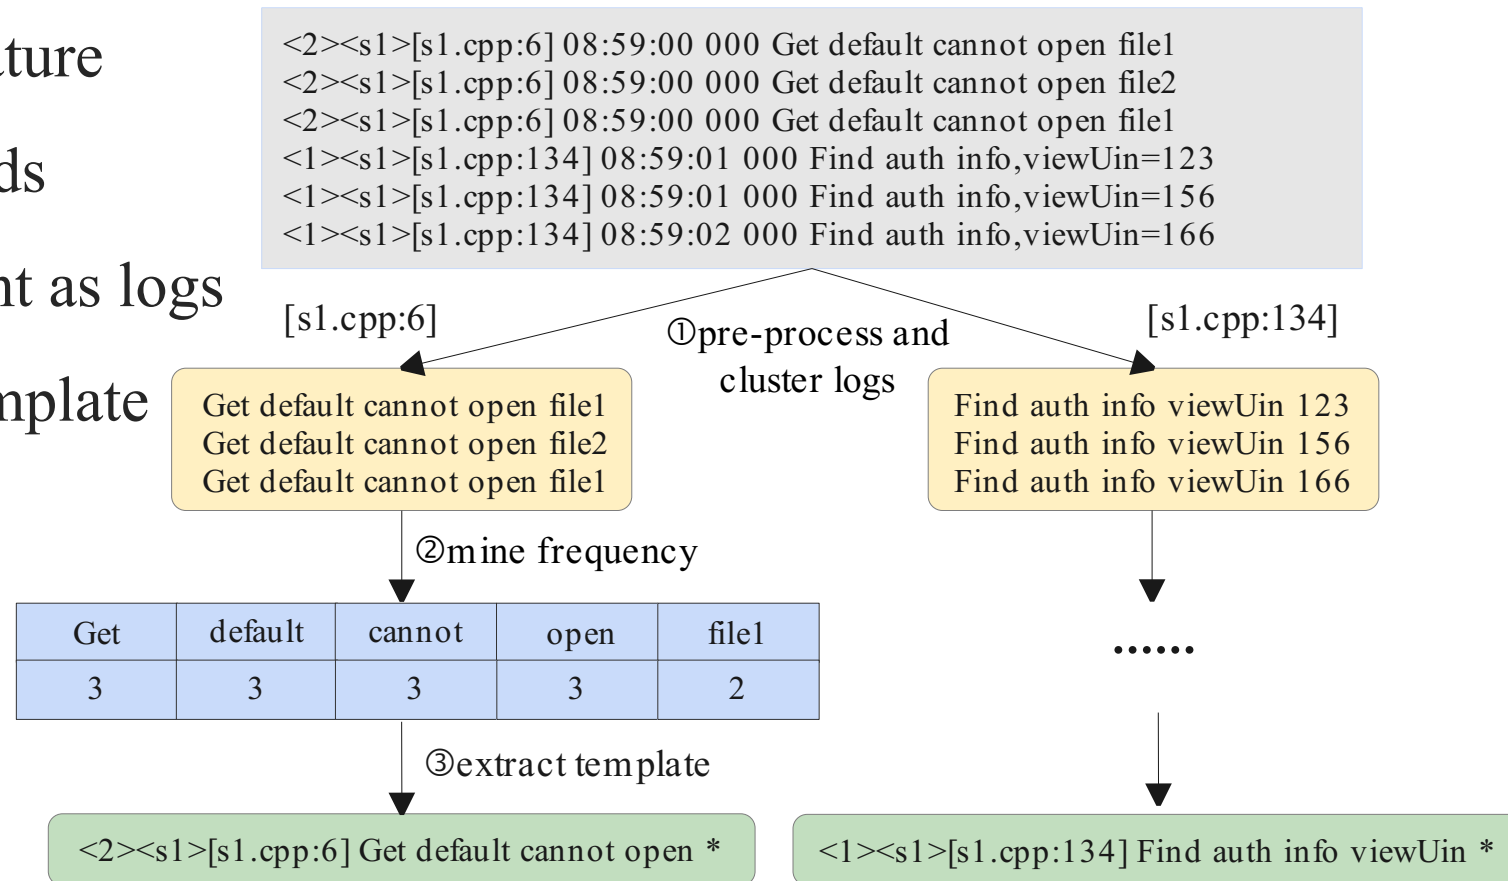 ature
ds
nt as logs
mplate
<2><s1>[s1.cpp:6] 08:59:00 000 Get default cannot open file1
<2><s1>[s1.cpp:6] 08:59:00 000 Get default cannot open file2
<2><s1>[s1.cpp:6] 08:59:00 000 Get default cannot open file1
<1><s1>[s1.cpp:134] 08:59:01 000 Find auth info,viewUin=123
<1><s1>[s1.cpp:134] 08:59:01 000 Find auth info,viewUin=156
<1><s1>[s1.cpp:134] 08:59:02 000 Find auth info,viewUin=166
[s1.cpp:6]
①pre-process and
cluster logs
[s1.cpp:134]
Get default cannot open file1
Get default cannot open file2
Get default cannot open file1
Find auth info viewUin 123
Find auth info viewUin 156
Find auth info viewUin 166
②mine frequency
Get default cannot open file1
3 3 3 3 2
......
③extract template
<2><s1>[s1.cpp:6] Get default cannot open *
<1><s1>[s1.cpp:134] Find auth info viewUin *